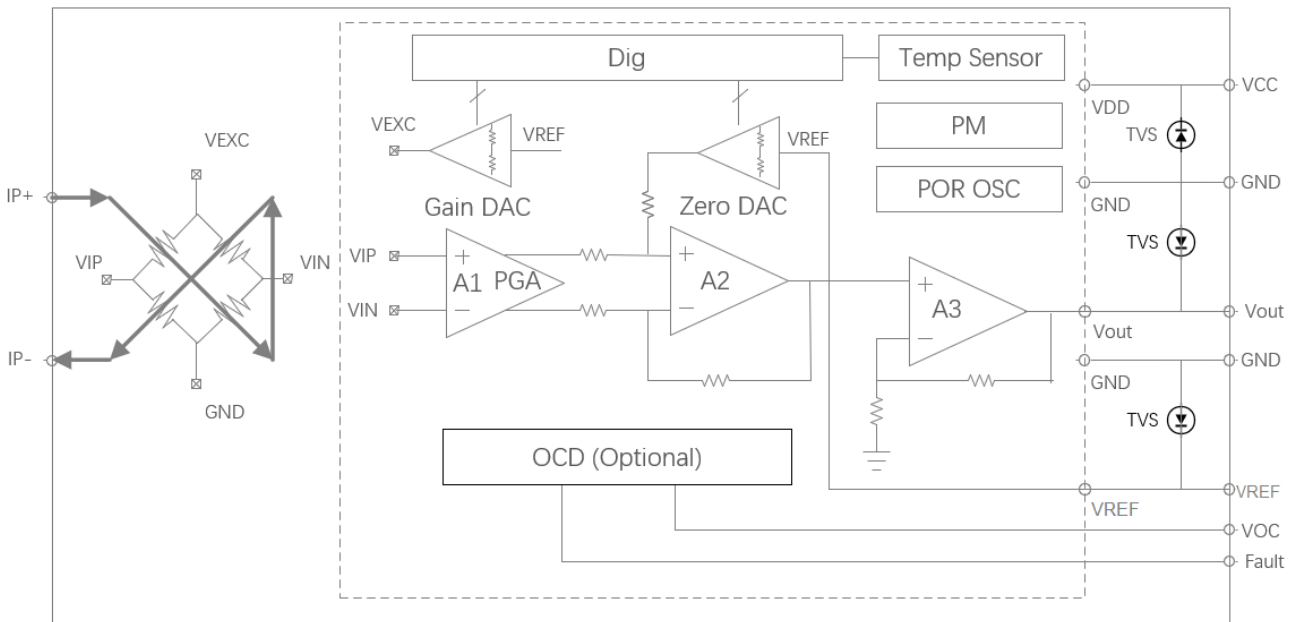 Dig
Temp Sensor
VCC
VDD
VEXC
VREF
VREF
PM
TVS
VEXC
IP+
POR OSC
GND
GND
Gain DAC
Zero DAC
TVS
VIP
VIN
VIP
+
+
A1 PGA
A2
+
VIN
−
−
A3
Vout
Vout
−
IP-
GND
GND
GND
TVS
OCD (Optional)
VREF
VREF
VOC
Fault